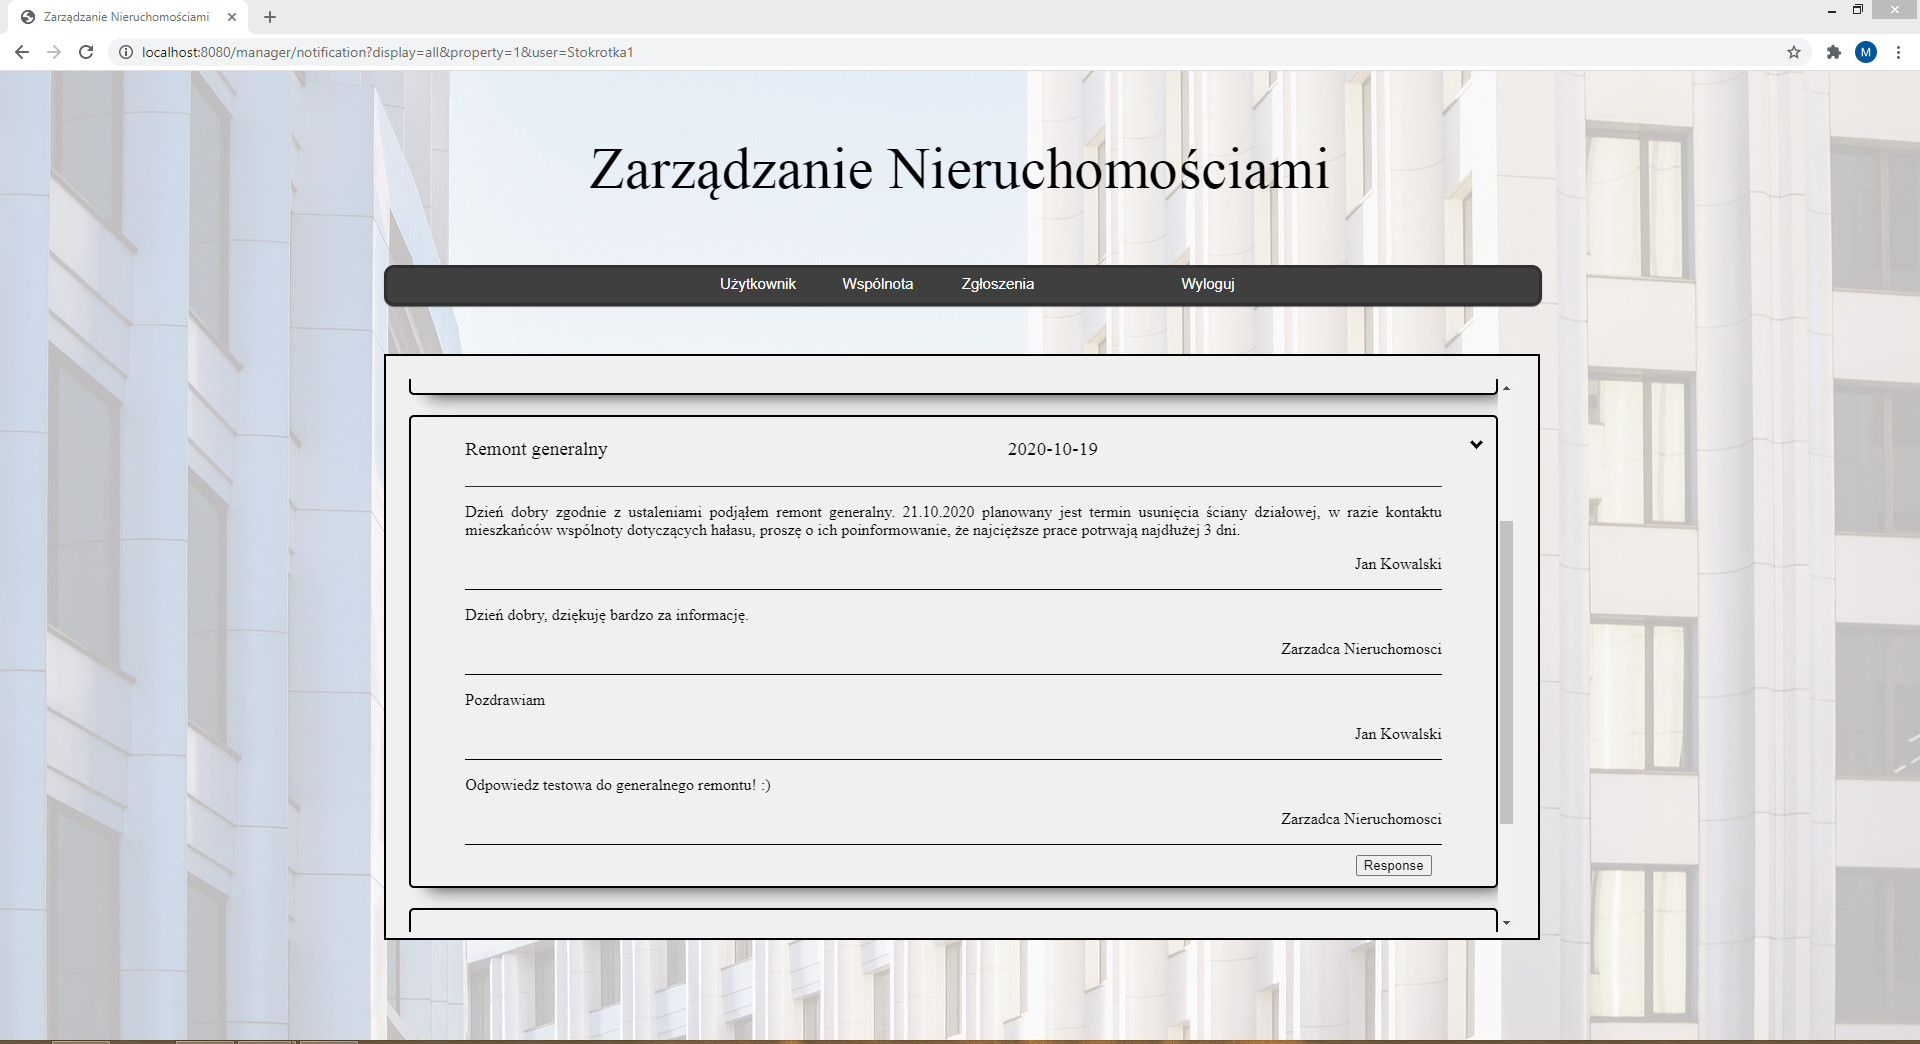 Zarządzanie Nieruchomościami
localhost:8080/manager/notification?display=all&property=1&user=Stokrotka1
M
Zarządzanie Nieruchomościami
Użytkownik Wspólnota Zgłoszenia Wyloguj
Remont generalny 2020-10-19
Dzień dobry zgodnie z ustaleniami podjąłem remont generalny. 21.10.2020 planowany jest termin usunięcia ściany działowej, w razie kontaktu
mieszkańców wspólnoty dotyczących hałasu, proszę o ich poinformowanie, że najcięższe prace potrwają najdłużej 3 dni.
Jan Kowalski
Dzień dobry, dziękuję bardzo za informację.
Zarzadca Nieruchomosci
Pozdrawiam
Jan Kowalski
Odpowiedz testowa do generalnego remontu! :)
Zarzadca Nieruchomosci
Response